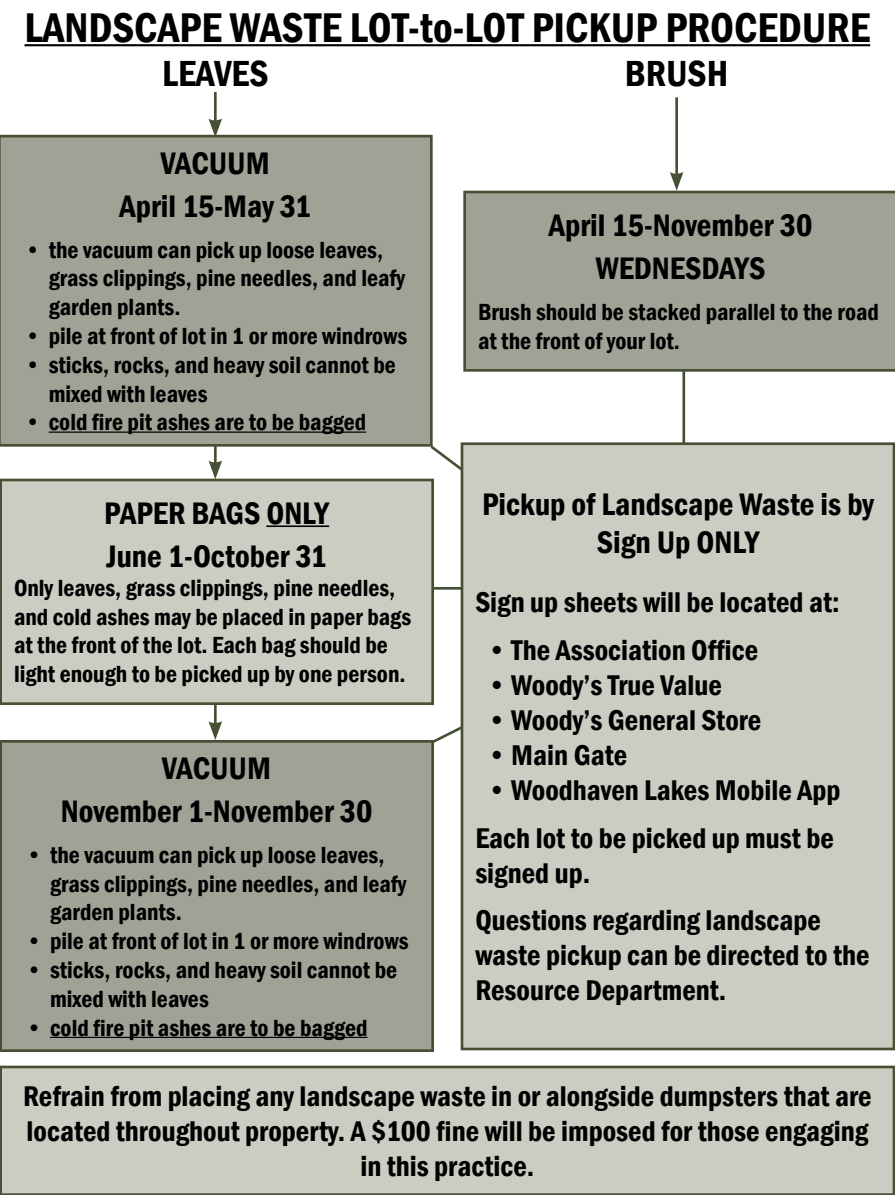 LANDSCAPE WASTE LOT-to-LOT PICKUP PROCEDURE
LEAVES
VACUUM
April 15-May 31
• the vacuum can pick up loose leaves,
grass clippings, pine needles, and leafy
garden plants.
• pile at front of lot in 1 or more windrows
• sticks, rocks, and heavy soil cannot be
mixed with leaves
• cold fire pit ashes are to be bagged
PAPER BAGS ONLY
June 1-October 31
Only leaves, grass clippings, pine needles,
and cold ashes may be placed in paper bags
at the front of the lot. Each bag should be
light enough to be picked up by one person.
VACUUM
November 1-November 30
• the vacuum can pick up loose leaves,
grass clippings, pine needles, and leafy
garden plants.
• pile at front of lot in 1 or more windrows
• sticks, rocks, and heavy soil cannot be
mixed with leaves
• cold fire pit ashes are to be bagged
BRUSH
April 15-November 30
WEDNESDAYS
Brush should be stacked parallel to the road
at the front of your lot.
Pickup of Landscape Waste is by
Sign Up ONLY
Sign up sheets will be located at:
• The Association Office
• Woody's True Value
• Woody's General Store
• Main Gate
• Woodhaven Lakes Mobile App
Each lot to be picked up must be
signed up.
Questions regarding landscape
waste pickup can be directed to the
Resource Department.
Refrain from placing any landscape waste in or alongside dumpsters that are
located throughout property. A $100 fine will be imposed for those engaging
in this practice.